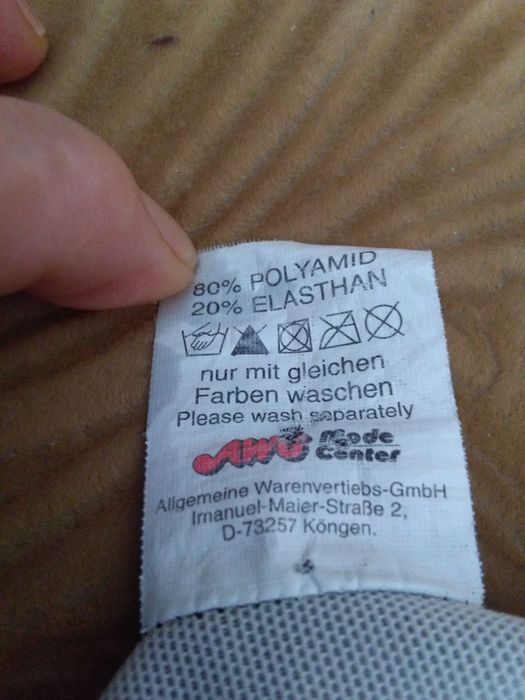 80% POLYAMID
20% ELASTHAN
nur mit gleichen
Farben waschen
Please wash separately
AWG Mode
Center
Allgemeine Warenvertiebs-GmbH
Imanuel-Maier-Straße 2,
D-73257 Köngen.